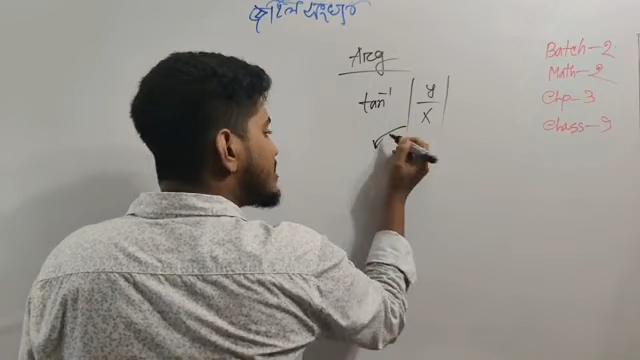 জটিল সংখ্যা
Arg
tan⁻¹ |y/x|
Batch-2
Math-2
Chp-3
Class-9